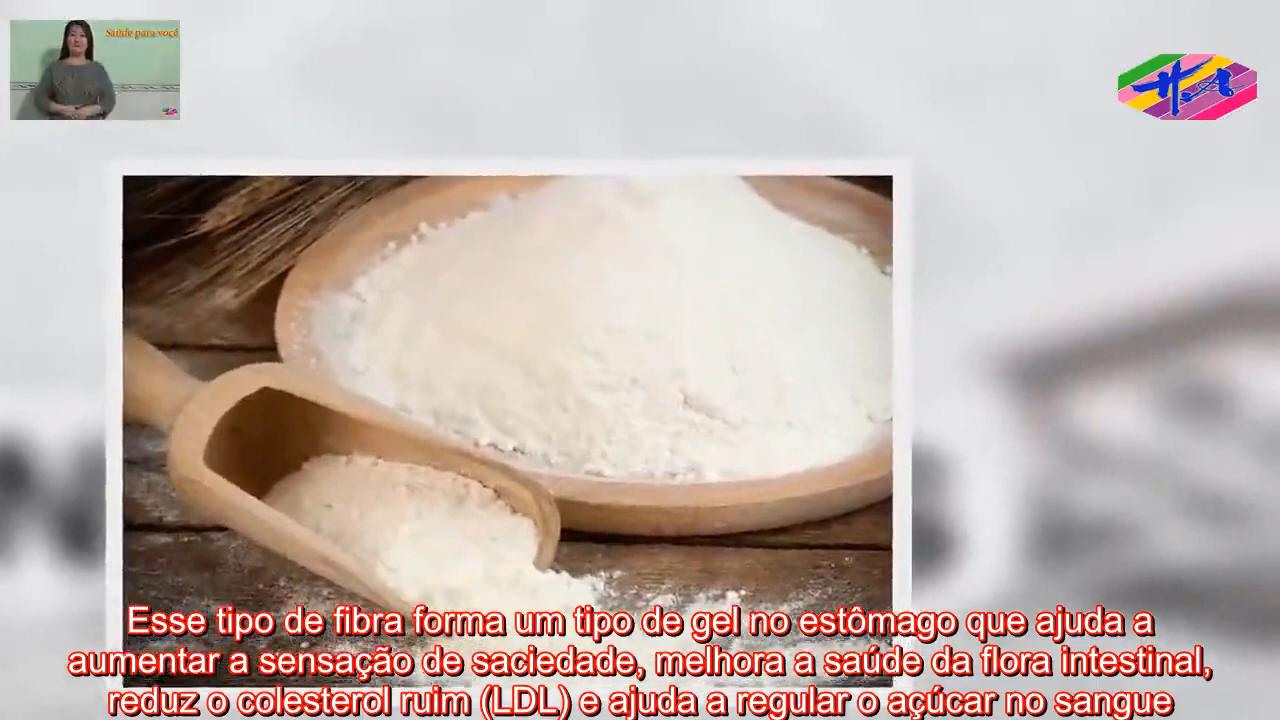 Saúde para você
Esse tipo de fibra forma um tipo de gel no estômago que ajuda a
aumentar a sensação de saciedade, melhora a saúde da flora intestinal,
reduz o colesterol ruim (LDL) e ajuda a regular o açúcar no sangue